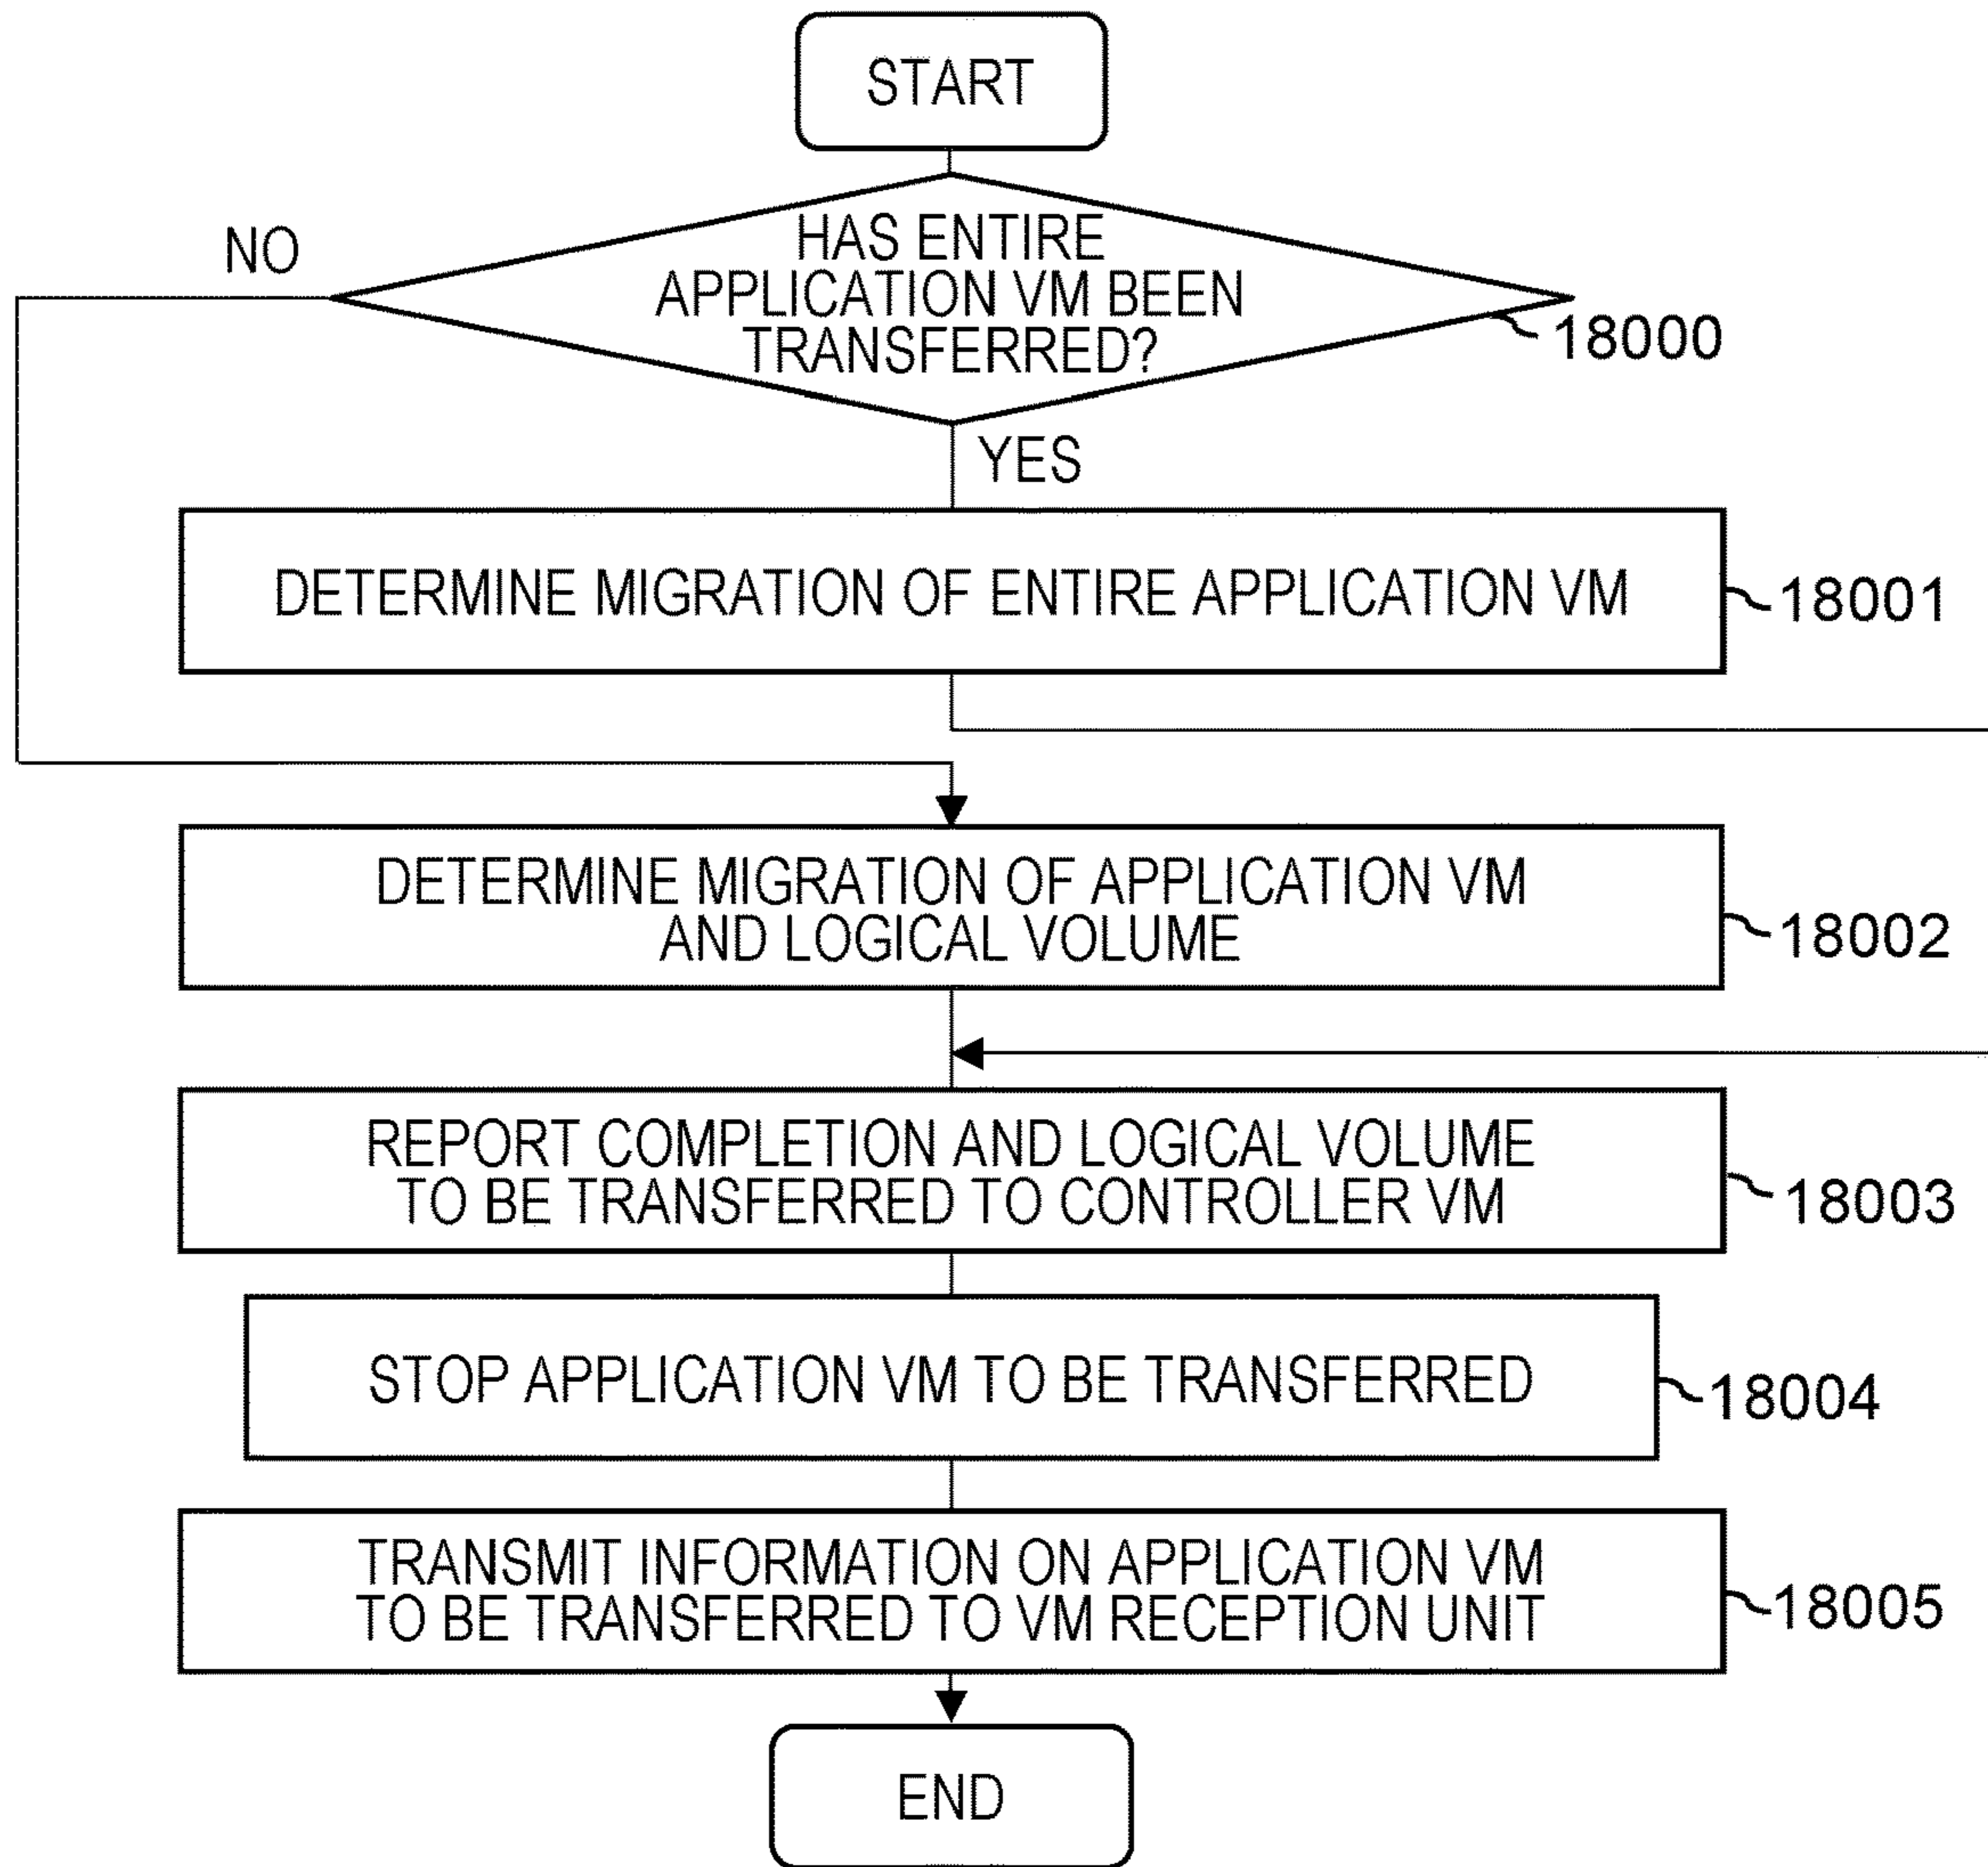 START
NO
HAS ENTIRE
APPLICATION VM BEEN
TRANSFERRED?
18000
YES
DETERMINE MIGRATION OF ENTIRE APPLICATION VM
18001
DETERMINE MIGRATION OF APPLICATION VM
AND LOGICAL VOLUME
18002
REPORT COMPLETION AND LOGICAL VOLUME
TO BE TRANSFERRED TO CONTROLLER VM
18003
STOP APPLICATION VM TO BE TRANSFERRED
18004
TRANSMIT INFORMATION ON APPLICATION VM
TO BE TRANSFERRED TO VM RECEPTION UNIT
18005
END